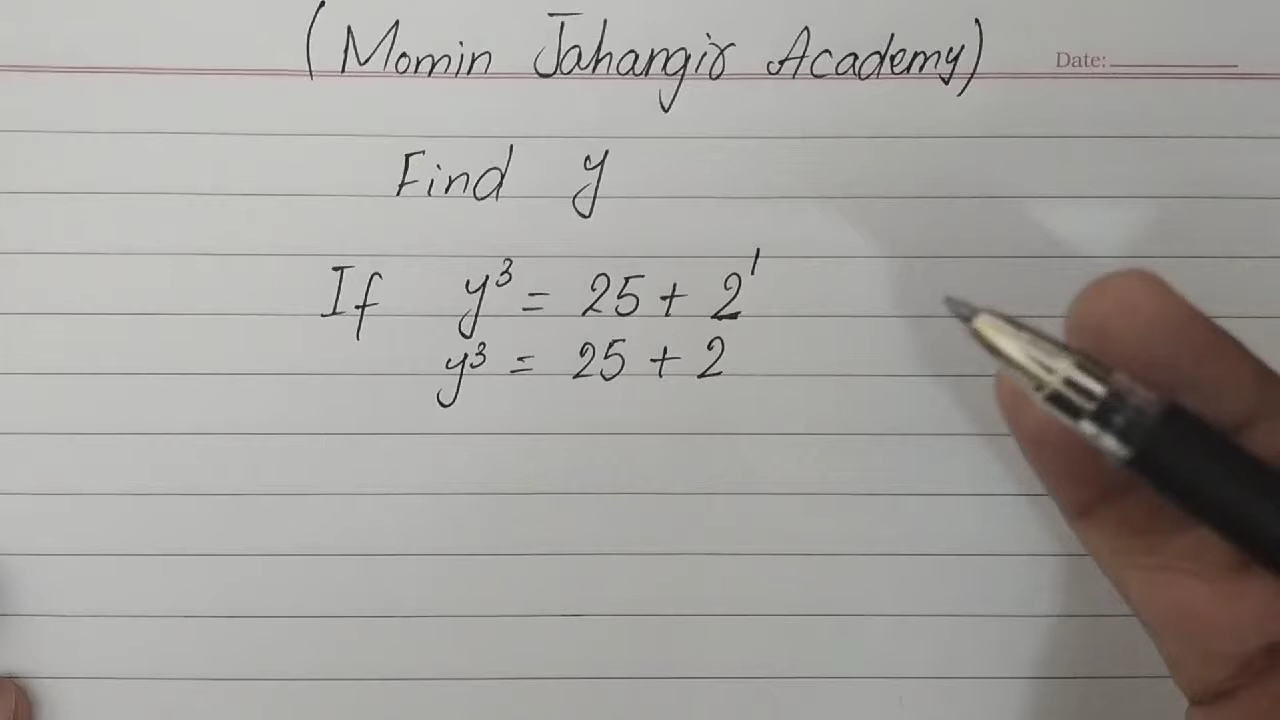 (Momin Jahangir Academy)
Date:
Find y
If y³ = 25 + 2¹
y³ = 25 + 2